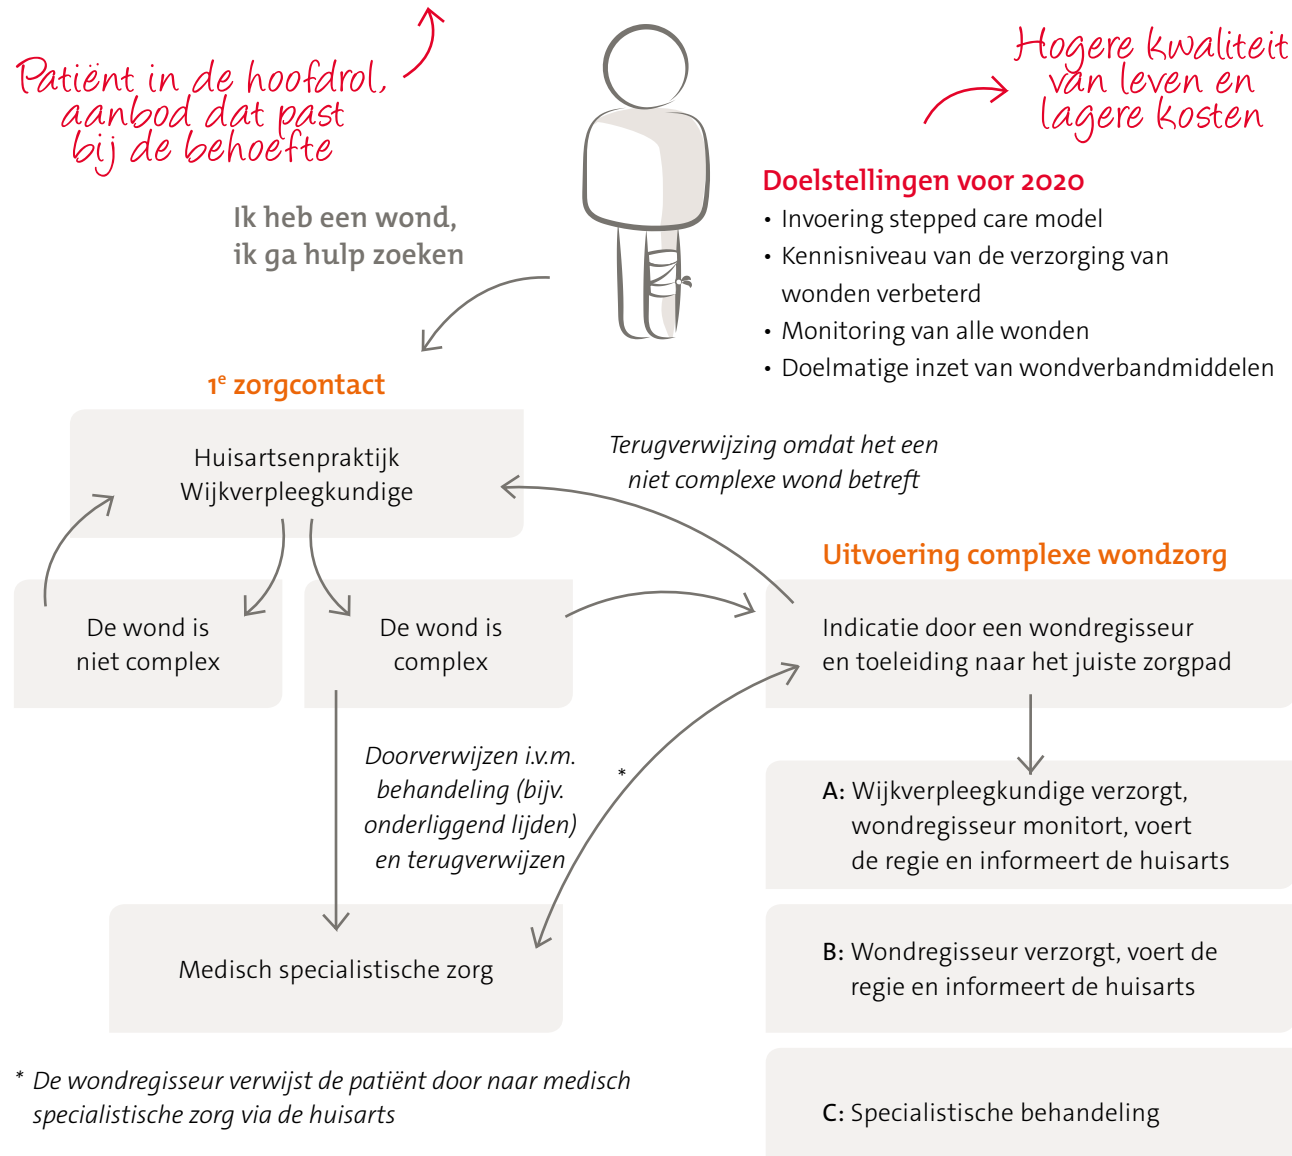 Patiënt in de hoofdrol,
aanbod dat past
bij de behoefte
Hogere kwaliteit
van leven en
lagere kosten
Ik heb een wond,
ik ga hulp zoeken
Doelstellingen voor 2020
• Invoering stepped care model
• Kennisniveau van de verzorging van
wonden verbeterd
• Monitoring van alle wonden
• Doelmatige inzet van wondverbandmiddelen
1e zorgcontact
Huisartsenpraktijk
Wijkverpleegkundige
Terugverwijzing omdat het een
niet complexe wond betreft
De wond is
niet complex
De wond is
complex
Uitvoering complexe wondzorg
Indicatie door een wondregisseur
en toeleiding naar het juiste zorgpad
Doorverwijzen i.v.m.
behandeling (bijv.
onderliggend lijden)
en terugverwijzen
*
A: Wijkverpleegkundige verzorgt,
wondregisseur monitort, voert
de regie en informeert de huisarts
Medisch specialistische zorg
B: Wondregisseur verzorgt, voert de
regie en informeert de huisarts
C: Specialistische behandeling
* De wondregisseur verwijst de patiënt door naar medisch
specialistische zorg via de huisarts